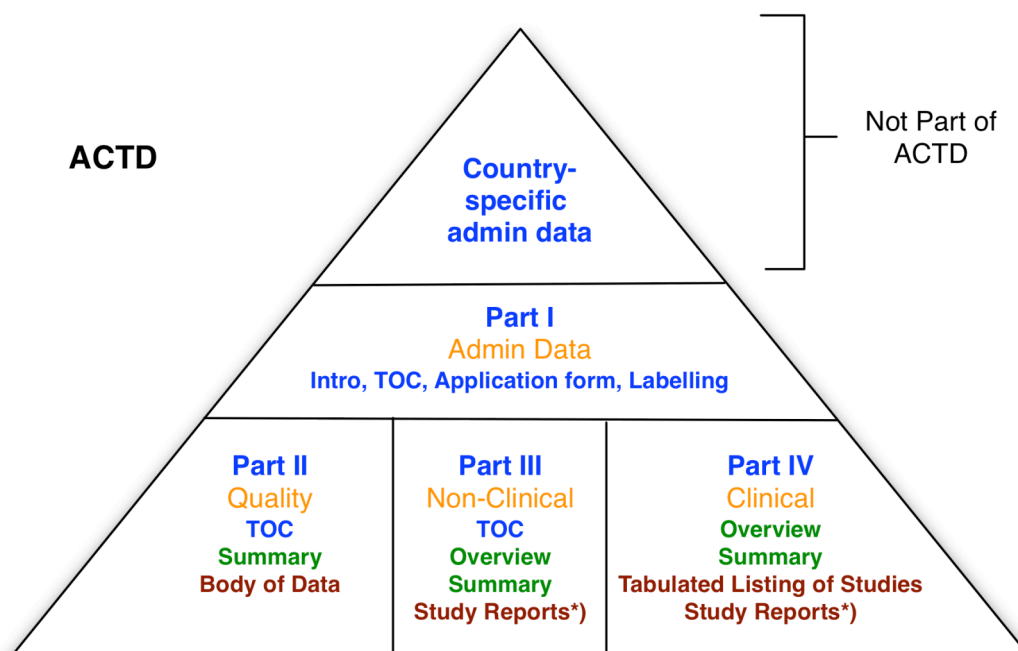 ACTD
Not Part of
ACTD
Country-
specific
admin data
Part I
Admin Data
Intro, TOC, Application form, Labelling
Part II
Quality
TOC
Summary
Body of Data
Part III
Non-Clinical
TOC
Overview
Summary
Study Reports*)
Part IV
Clinical
Overview
Summary
Tabulated Listing of Studies
Study Reports*)